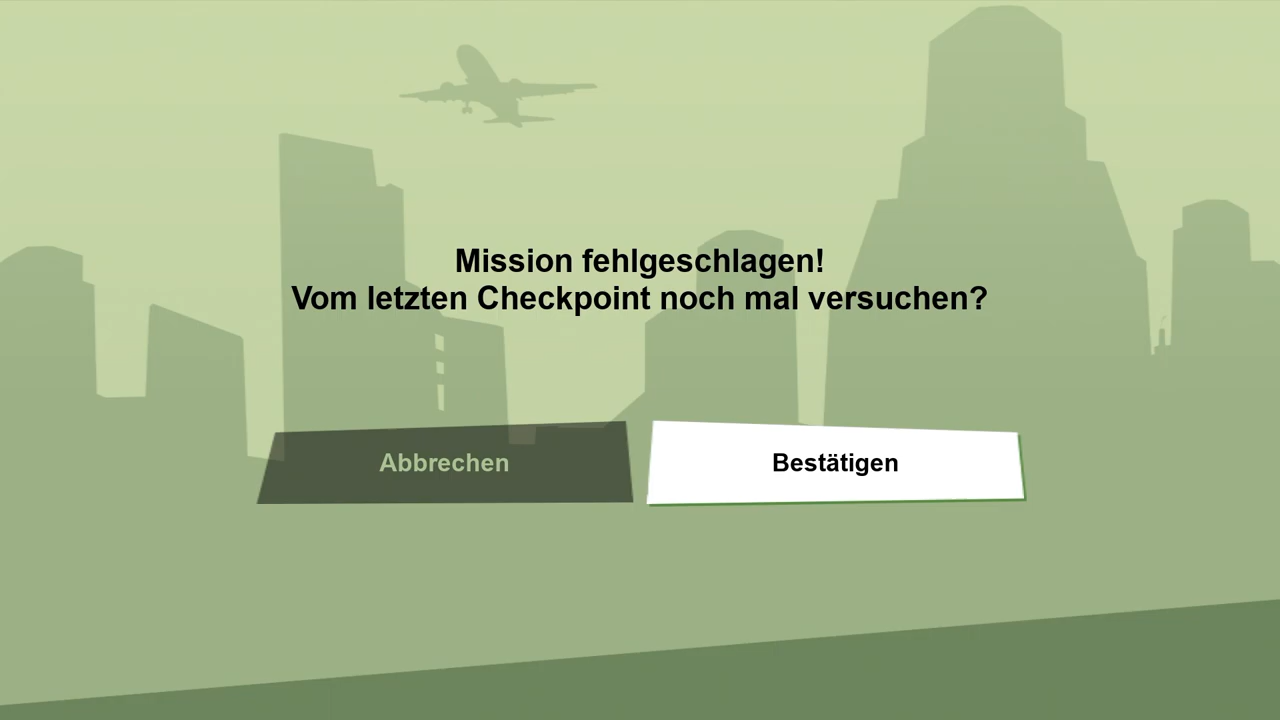 Mission fehlgeschlagen!
Vom letzten Checkpoint noch mal versuchen?
Abbrechen
Bestätigen